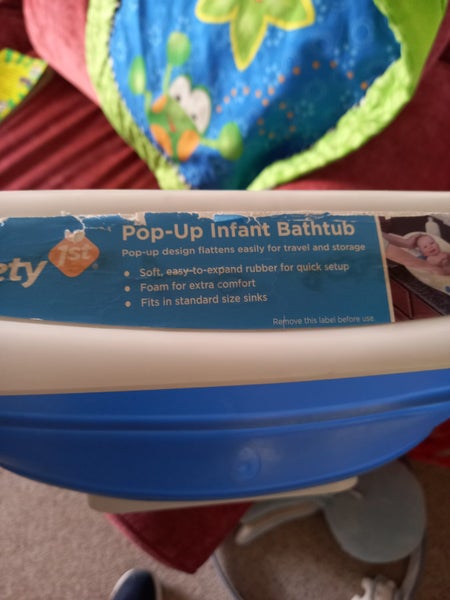 ety 1st
Pop-Up Infant Bathtub
Pop-up design flattens easily for travel and storage
• Soft, easy-to-expand rubber for quick setup
• Foam for extra comfort
• Fits in standard size sinks
Remove this label before use.